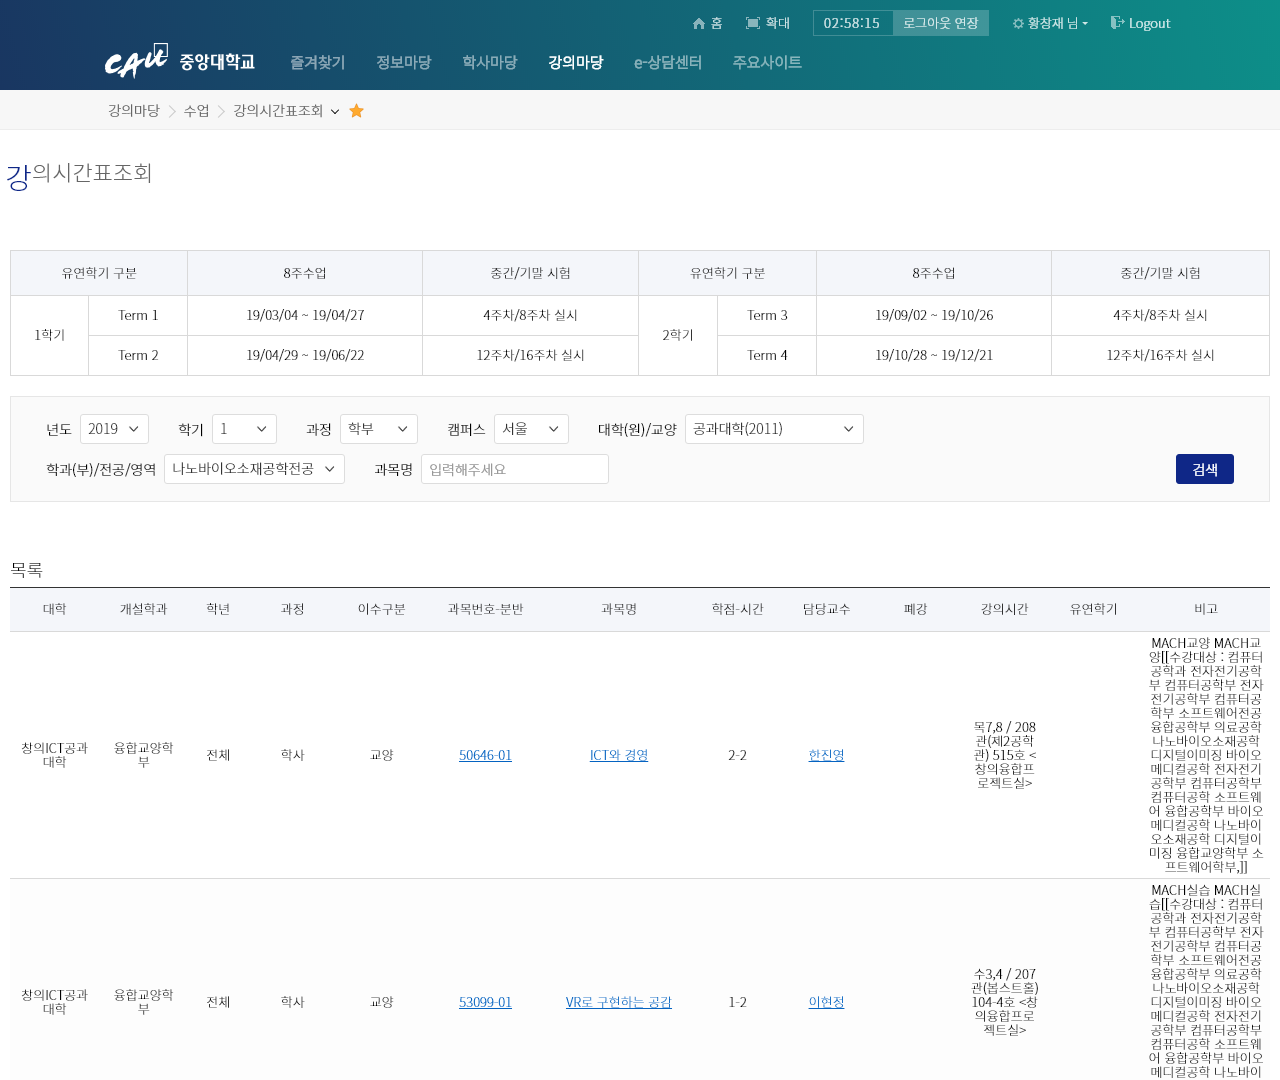 홈 확대 02:58:15 로그아웃 연장 황창재 님 Logout
CAU 중앙대학교 즐겨찾기 정보마당 학사마당 강의마당 e-상담센터 주요사이트
강의마당 수업 강의시간표조회
강의시간표조회
유연학기 구분 8주수업 중간/기말 시험 유연학기 구분 8주수업 중간/기말 시험
1학기 Term 1 19/03/04 ~ 19/04/27 4주차/8주차 실시 2학기 Term 3 19/09/02 ~ 19/10/26 4주차/8주차 실시
Term 2 19/04/29 ~ 19/06/22 12주차/16주차 실시 Term 4 19/10/28 ~ 19/12/21 12주차/16주차 실시
년도 2019 학기 1 과정 학부 캠퍼스 서울 대학(원)/교양 공과대학(2011)
학과(부)/전공/영역 나노바이오소재공학전공 과목명 입력해주세요 검색
목록
대학 개설학과 학년 과정 이수구분 과목번호-분반 과목명 학점-시간 담당교수 폐강 강의시간 유연학기 비고
창의ICT공과
대학
융합교양학
부
전체
학사
교양
50646-01
ICT와 경영
2-2
한진영
목7,8 / 208
관(제2공학
관) 515호 <
창의융합프
로젝트실>
MACH교양 MACH교
양[[수강대상 : 컴퓨터
공학과 전자전기공학
부 컴퓨터공학부 전자
전기공학부 컴퓨터공
학부 소프트웨어전공
융합공학부 의료공학
나노바이오소재공학
디지털이미징 바이오
메디컬공학 전자전기
공학부 컴퓨터공학부
컴퓨터공학 소프트웨
어 융합공학부 바이오
메디컬공학 나노바이
오소재공학 디지털이
미징 융합교양학부 소
프트웨어학부,]]
창의ICT공과
대학
융합교양학
부
전체
학사
교양
53099-01
VR로 구현하는 공감
1-2
이현정
수3,4 / 207
관(봅스트홀)
104-4호 <창
의융합프로
젝트실>
MACH실습 MACH실
습[[수강대상 : 컴퓨터
공학과 전자전기공학
부 컴퓨터공학부 전자
전기공학부 컴퓨터공
학부 소프트웨어전공
융합공학부 의료공학
나노바이오소재공학
디지털이미징 바이오
메디컬공학 전자전기
공학부 컴퓨터공학부
컴퓨터공학 소프트웨
어 융합공학부 바이오
메디컬공학 나노바이